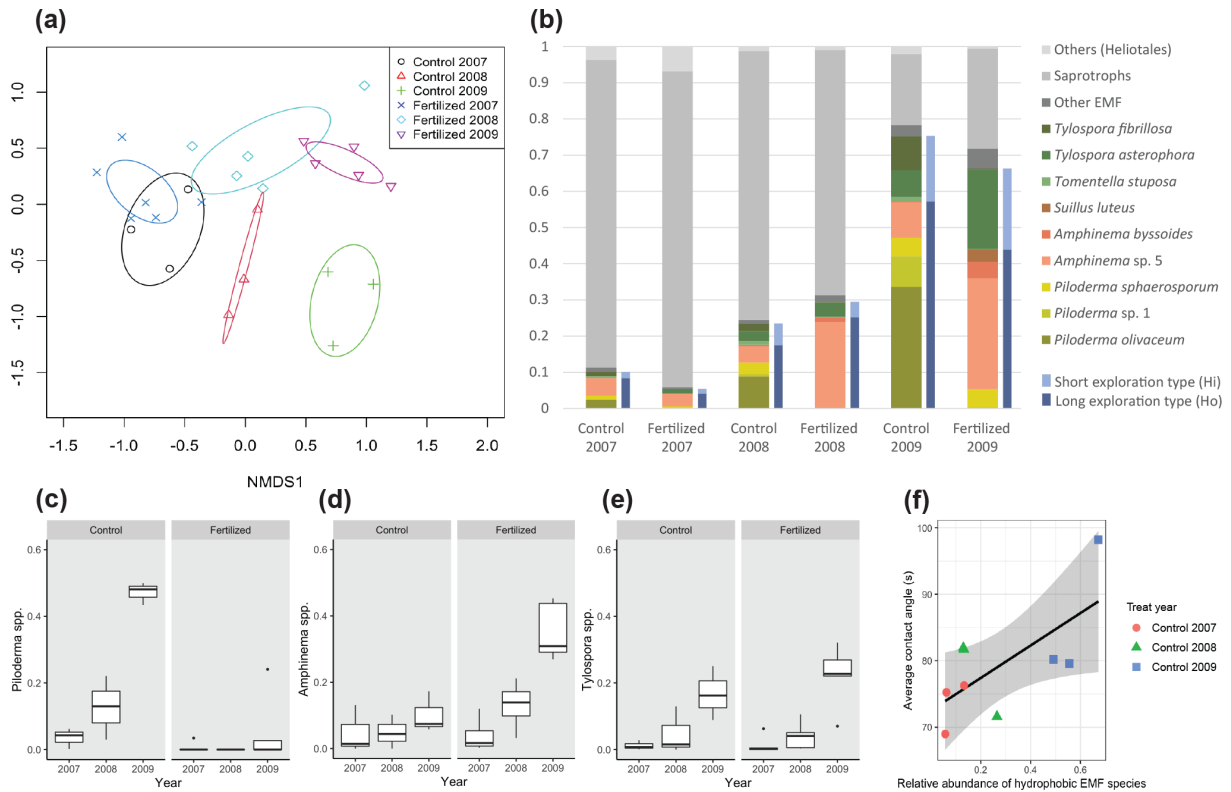 (a)
1.0
0.5
0.0
-0.5
-1.0
-1.5
-1.5
-1.0
-0.5
0.0
0.5
1.0
1.5
2.0
NMDS1
Control 2007
Control 2008
Control 2009
Fertilized 2007
Fertilized 2008
Fertilized 2009
(b)
1
0.9
0.8
0.7
0.6
0.5
0.4
0.3
0.2
0.1
0
Control
2007
Fertilized
2007
Control
2008
Fertilized
2008
Control
2009
Fertilized
2009
Others (Heliotales)
Saprotrophs
Other EMF
Tylospora fibrillosa
Tylospora asterophora
Tomentella stuposa
Suillus luteus
Amphinema byssoides
Amphinema sp. 5
Piloderma sphaerosporum
Piloderma sp. 1
Piloderma olivaceum
Short exploration type (Hi)
Long exploration type (Ho)
(c)
Control
Fertilized
Piloderma spp.
0.6
0.4
0.2
0.0
2007
2008
2009
2007
2008
2009
Year
(d)
Control
Fertilized
Amphinema spp.
0.6
0.4
0.2
0.0
2007
2008
2009
2007
2008
2009
Year
(e)
Control
Fertilized
Tylospora spp.
0.6
0.4
0.2
0.0
2007
2008
2009
2007
2008
2009
Year
(f)
Average contact angle (s)
100
90
80
70
0.2
0.4
0.6
Relative abundance of hydrophobic EMF species
Treat year
Control 2007
Control 2008
Control 2009